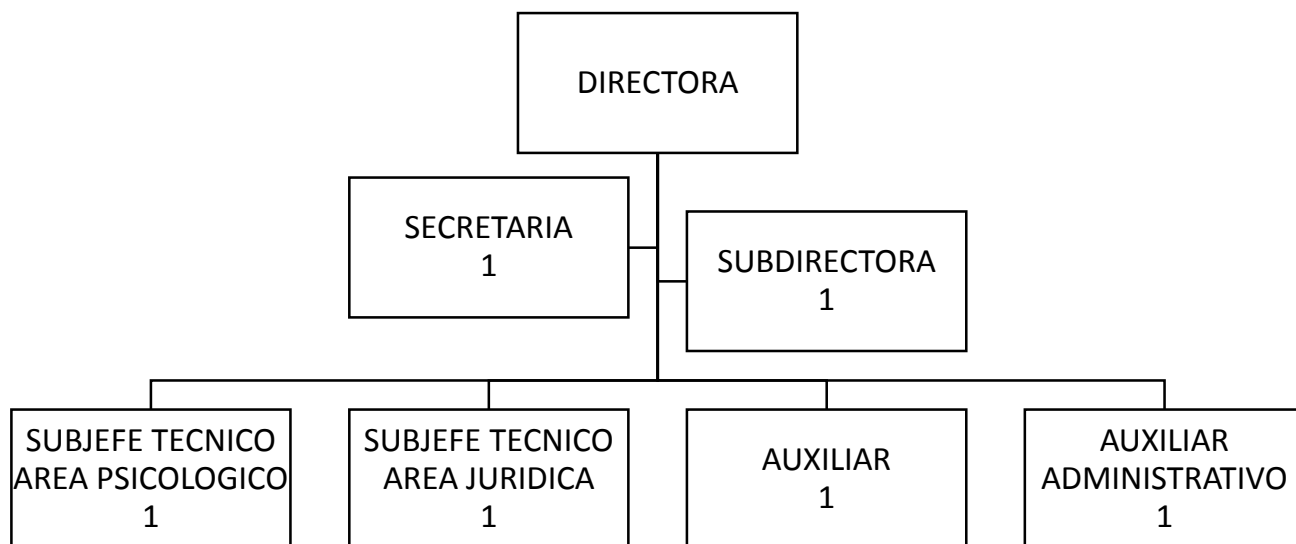 DIRECTORA
SECRETARIA
1
SUBDIRECTORA
1
SUBJEFE TECNICO
AREA PSICOLOGICO
1
SUBJEFE TECNICO
AREA JURIDICA
1
AUXILIAR
1
AUXILIAR
ADMINISTRATIVO
1